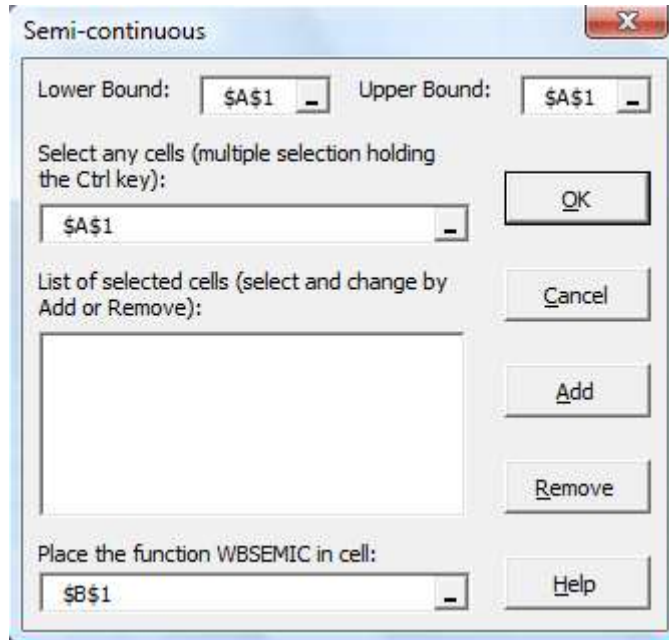 Semi-continuous
Lower Bound: $A$1 Upper Bound: $A$1
Select any cells (multiple selection holding
the Ctrl key):
$A$1
OK
List of selected cells (select and change by
Add or Remove):
Cancel
Add
Remove
Place the function WBSEMIC in cell:
$B$1
Help